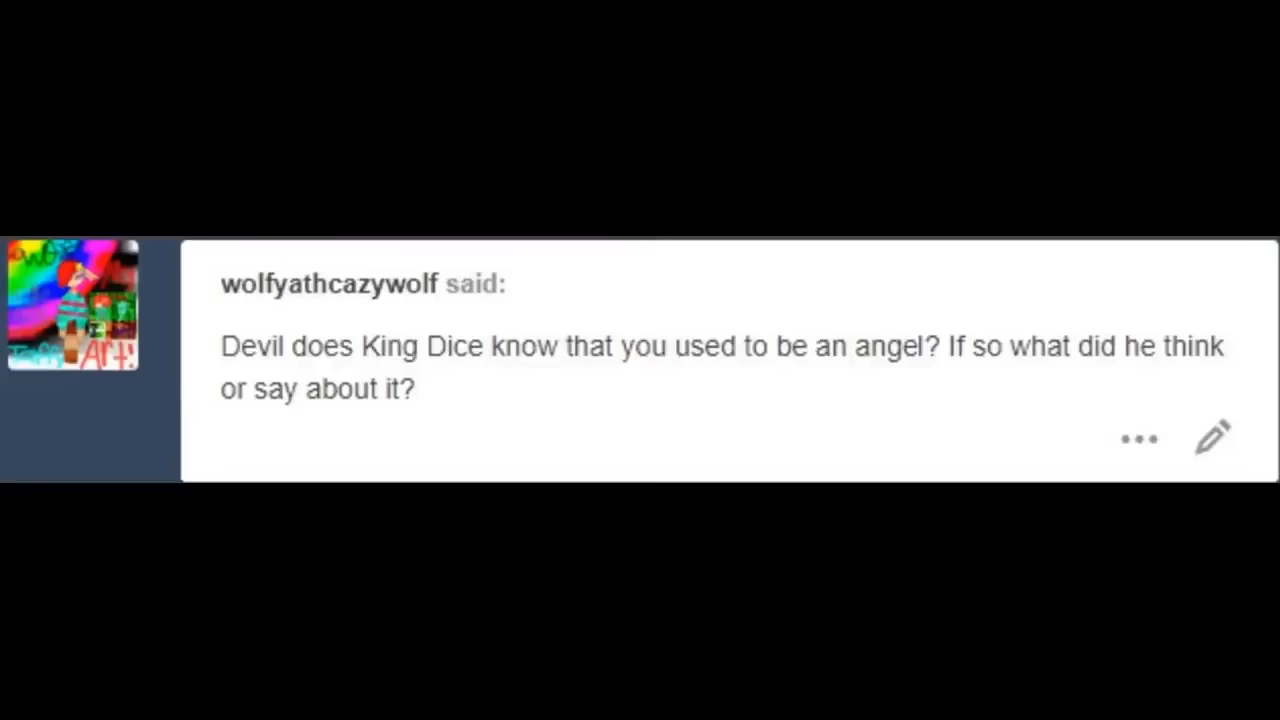 wolfyathcazywolf said:
Devil does King Dice know that you used to be an angel? If so what did he think
or say about it?
Art!